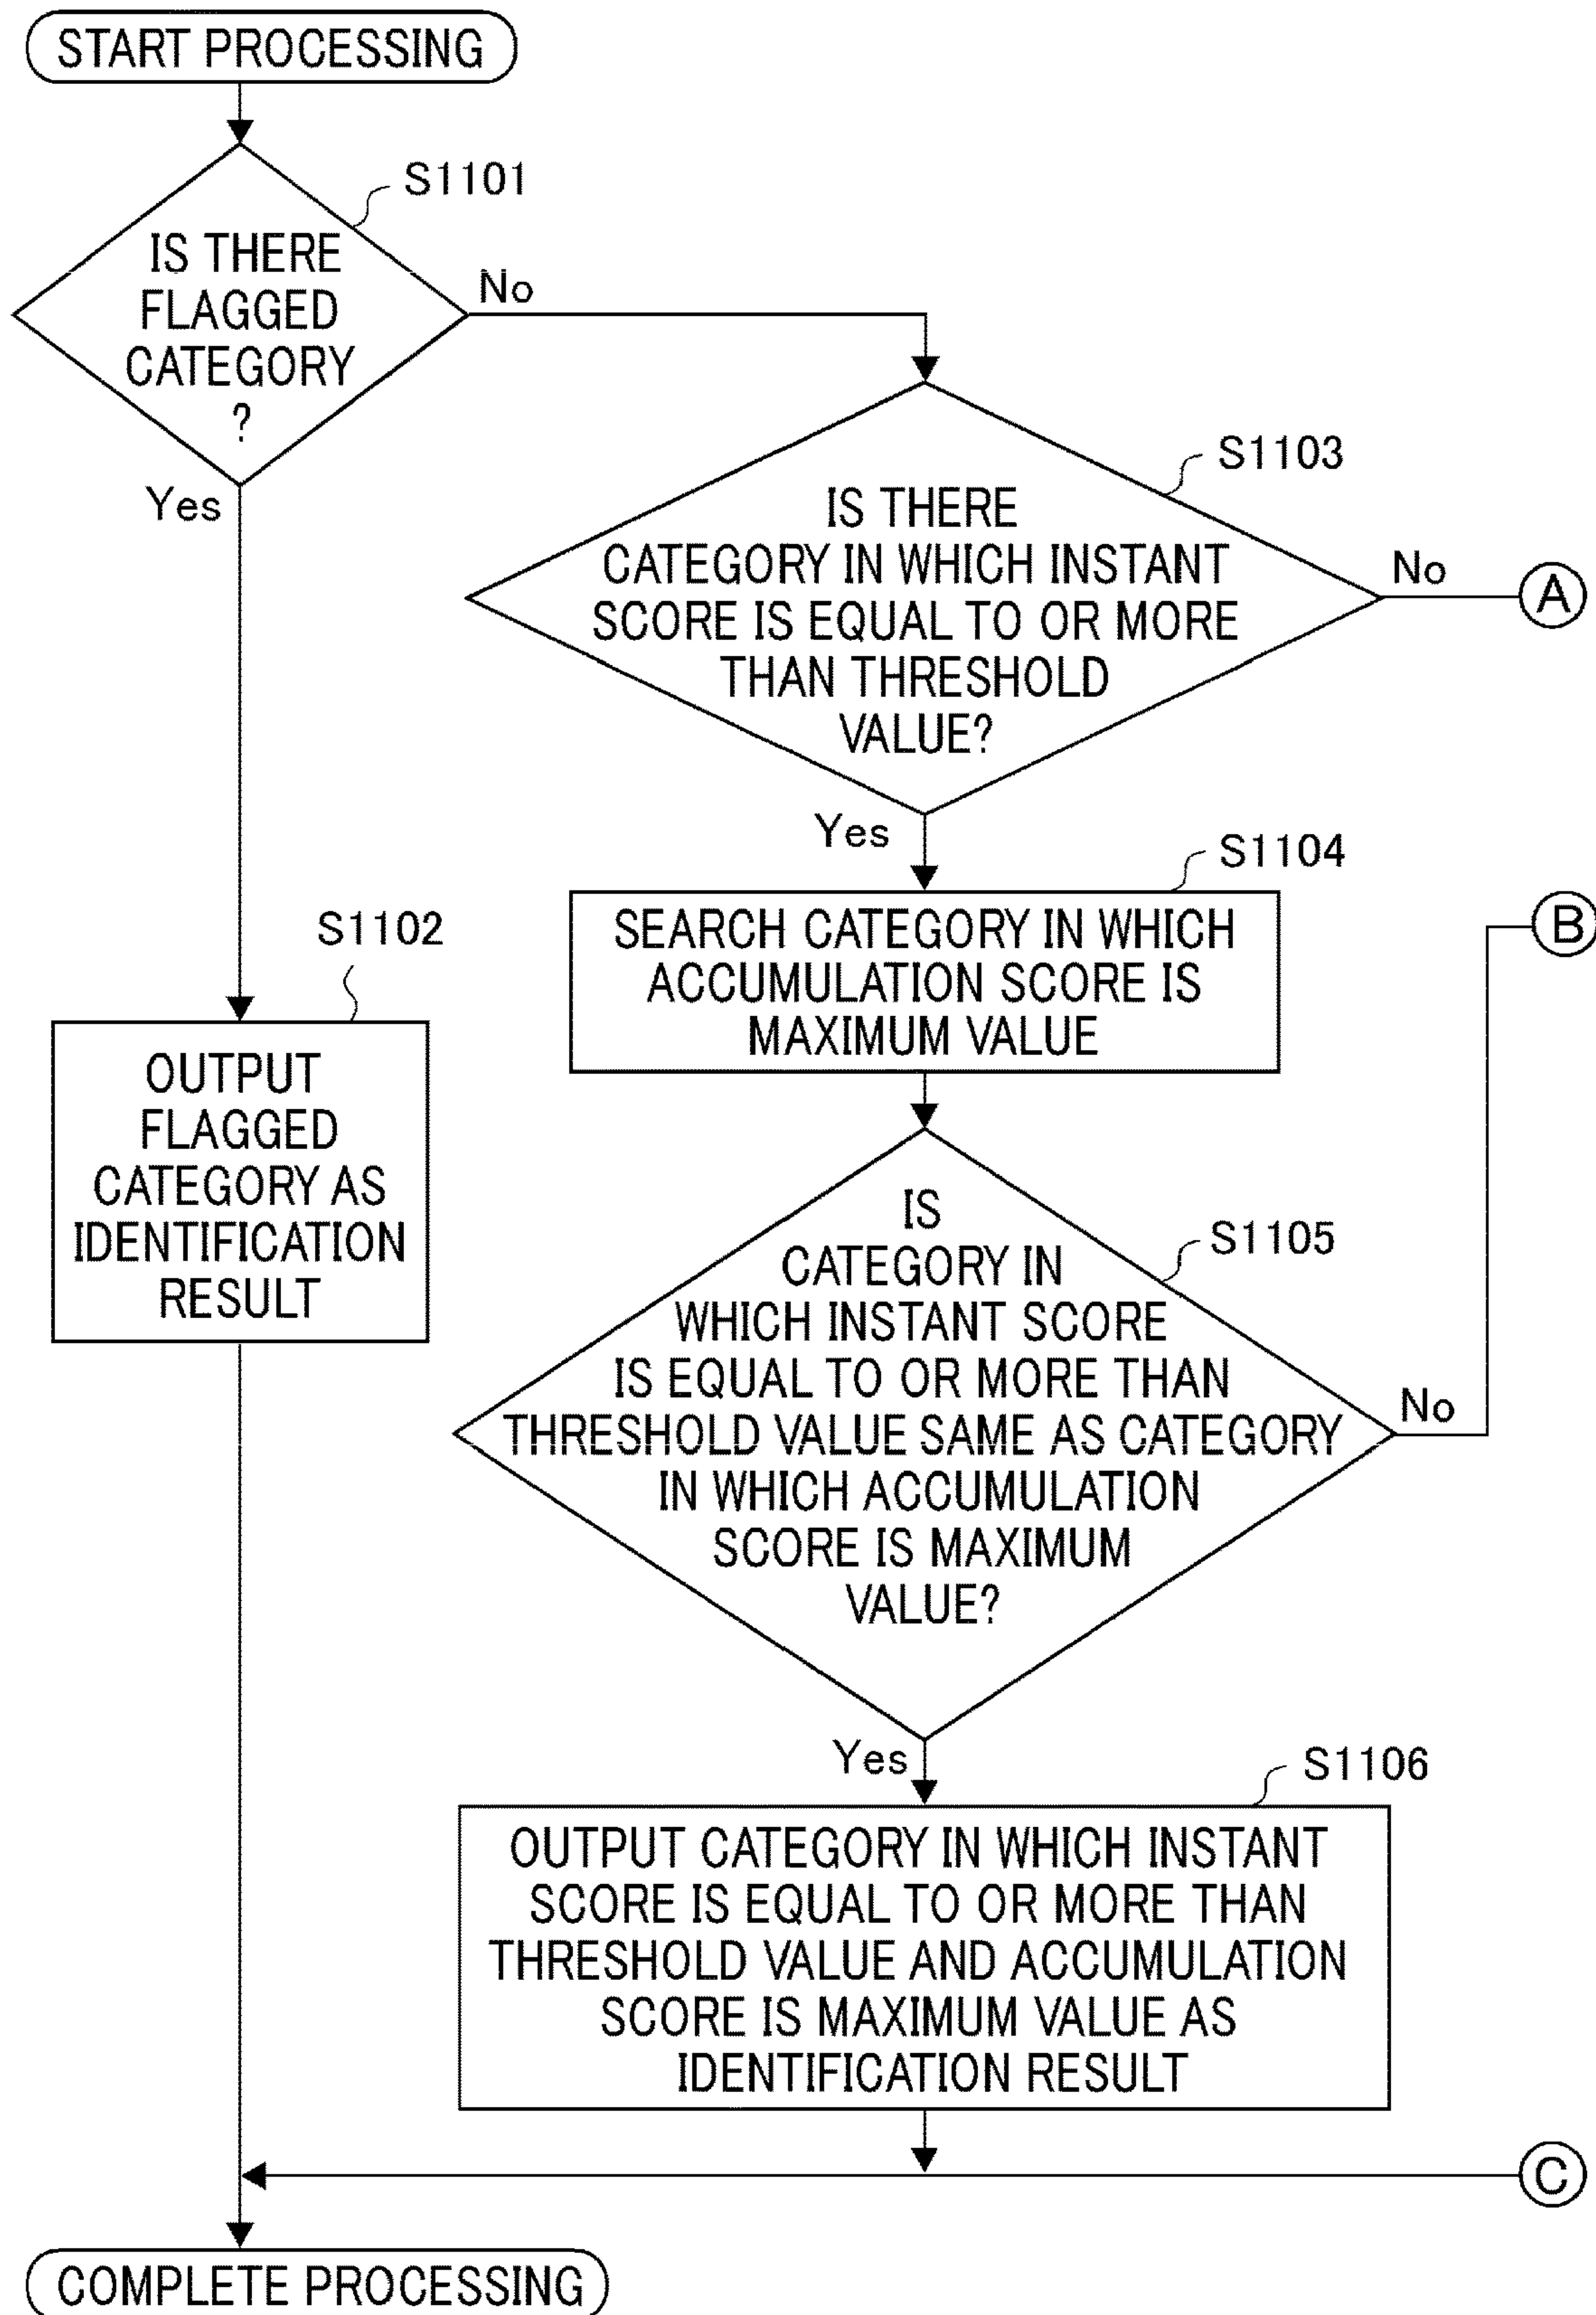 START PROCESSING
S1101
IS THERE
FLAGGED
CATEGORY
?
No
Yes
S1103
IS THERE
CATEGORY IN WHICH INSTANT
SCORE IS EQUAL TO OR MORE
THAN THRESHOLD
VALUE?
No
A
Yes
S1104
SEARCH CATEGORY IN WHICH
ACCUMULATION SCORE IS
MAXIMUM VALUE
B
S1102
OUTPUT
FLAGGED
CATEGORY AS
IDENTIFICATION
RESULT
S1105
IS
CATEGORY IN
WHICH INSTANT SCORE
IS EQUAL TO OR MORE THAN
THRESHOLD VALUE SAME AS CATEGORY
IN WHICH ACCUMULATION
SCORE IS MAXIMUM
VALUE?
No
Yes
S1106
OUTPUT CATEGORY IN WHICH INSTANT
SCORE IS EQUAL TO OR MORE THAN
THRESHOLD VALUE AND ACCUMULATION
SCORE IS MAXIMUM VALUE AS
IDENTIFICATION RESULT
C
COMPLETE PROCESSING